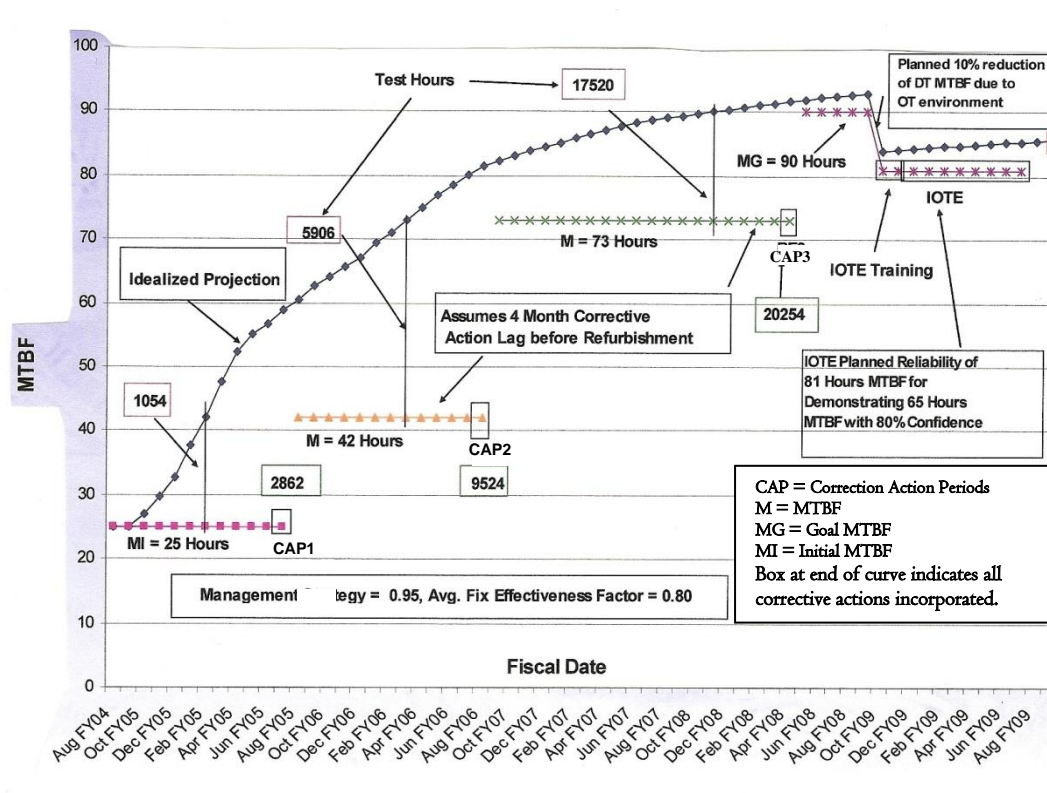 100
90
80
70
60
50
40
30
20
10
0
MTBF
Test Hours
17520
Planned 10% reduction
of DT MTBF due to
OT environment
MG = 90 Hours
5906
M = 73 Hours
CAP3
IOTE
IOTE Training
Idealized Projection
20254
Assumes 4 Month Corrective
Action Lag before Refurbishment
IOTE Planned Reliability of
81 Hours MTBF for
Demonstrating 65 Hours
MTBF with 80% Confidence
1054
M = 42 Hours
CAP2
2862
9524
MI = 25 Hours
CAP1
CAP = Correction Action Periods
M = MTBF
MG = Goal MTBF
MI = Initial MTBF
Box at end of curve indicates all
corrective actions incorporated.
Management tegy = 0.95, Avg. Fix Effectiveness Factor = 0.80
Fiscal Date
Aug FY04
Oct FY05
Dec FY05
Feb FY05
Apr FY05
Jun FY05
Aug FY05
Oct FY06
Dec FY06
Feb FY06
Apr FY06
Jun FY06
Aug FY06
Oct FY07
Dec FY07
Feb FY07
Apr FY07
Jun FY07
Aug FY07
Oct FY08
Dec FY08
Feb FY08
Apr FY08
Jun FY08
Aug FY08
Oct FY09
Dec FY09
Feb FY09
Apr FY09
Jun FY09
Aug FY09